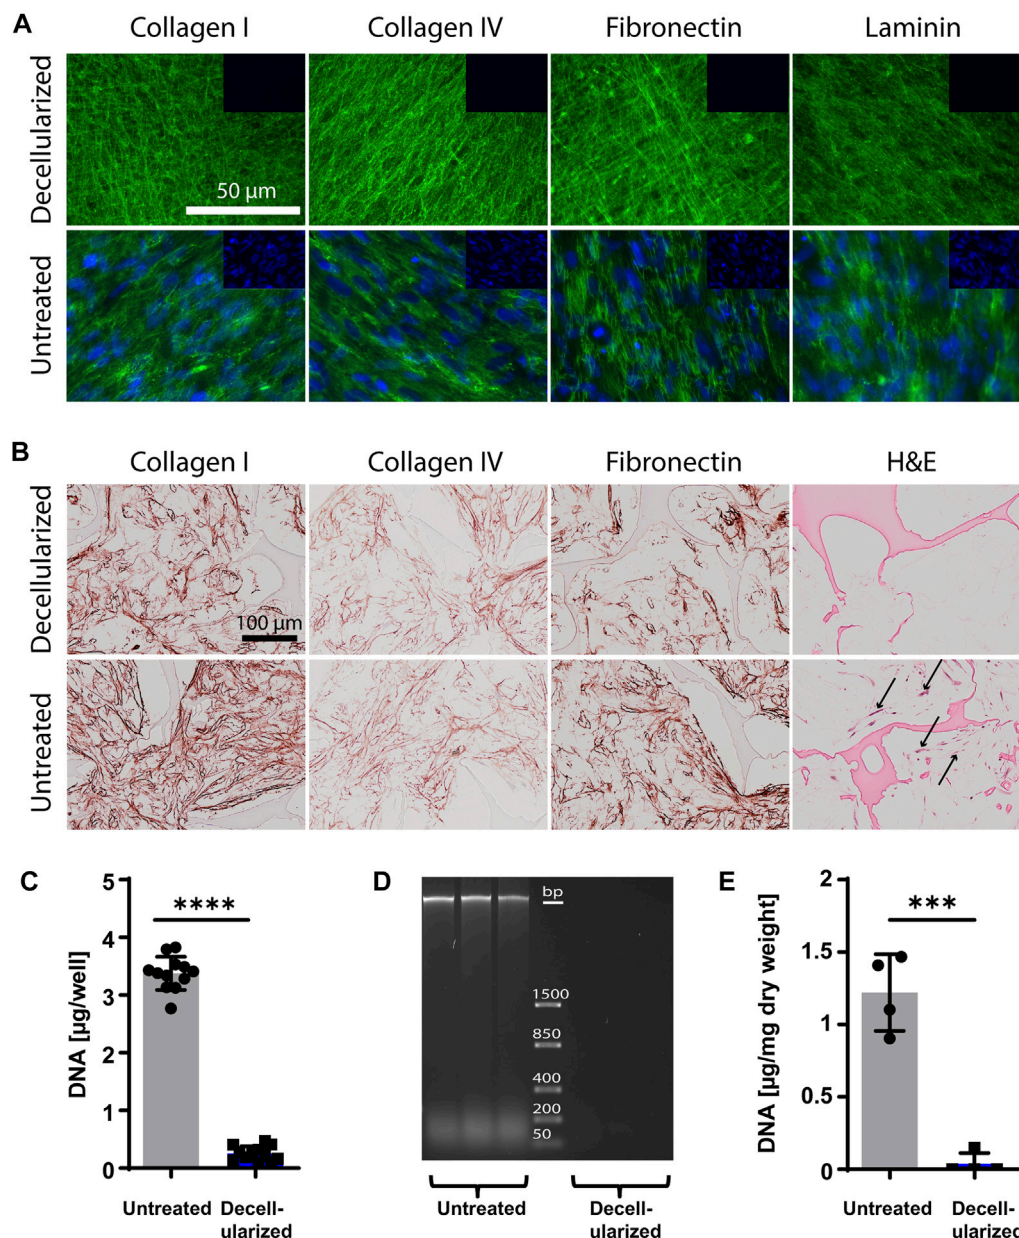 A
Collagen I
Collagen IV
Fibronectin
Laminin
Decellularized
50 µm
Untreated
B
Collagen I
Collagen IV
Fibronectin
H&E
Decellularized
100 µm
Untreated
C
DNA [µg/well]
5
4
3
2
1
0
****
Untreated
Decell-
ularized
D
bp
1500
850
400
200
50
Untreated
Decell-
ularized
E
DNA [µg/mg dry weight]
2
1.5
1
0.5
0
***
Untreated
Decell-
ularized